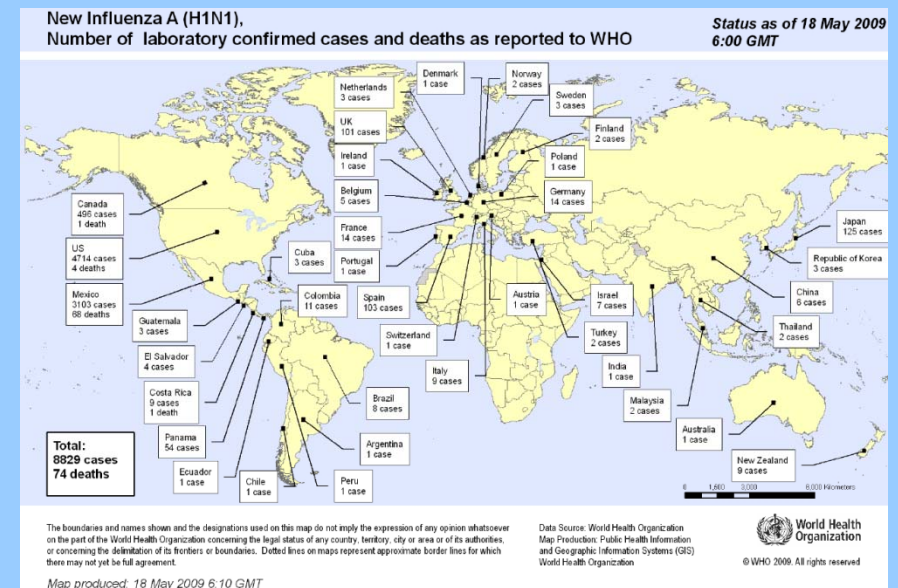 New Influenza A (H1N1),
Number of laboratory confirmed cases and deaths as reported to WHO
Status as of 18 May 2009
6:00 GMT
Netherlands
3 cases
Denmark
1 case
Norway
2 cases
Sweden
3 cases
UK
101 cases
Finland
2 cases
Ireland
1 case
Poland
1 case
Belgium
5 cases
Germany
14 cases
France
14 cases
Portugal
1 case
Canada
496 cases
1 death
US
4714 cases
4 deaths
Mexico
3103 cases
68 deaths
Cuba
3 cases
Colombia
11 cases
Spain
103 cases
Austria
1 case
Israel
7 cases
Japan
125 cases
Republic of Korea
3 cases
China
6 cases
Guatemala
3 cases
El Salvador
4 cases
Switzerland
1 case
Turkey
2 cases
Thailand
2 cases
Costa Rica
9 cases
1 death
Italy
9 cases
India
1 case
Malaysia
2 cases
Brazil
8 cases
Panama
54 cases
Argentina
1 case
Australia
1 case
Ecuador
1 case
Chile
1 case
Peru
1 case
New Zealand
9 cases
Total:
8829 cases
74 deaths
0 1,500 3,000 6,000 Kilometers
The boundaries and names shown and the designations used on this map do not imply the expression of any opinion whatsoever
on the part of the World Health Organization concerning the legal status of any country, territory, city or area or of its authorities,
or concerning the delimitation of its frontiers or boundaries. Dotted lines on maps represent approximate border lines for which
there may not yet be full agreement.
Data Source: World Health Organization
Map Production: Public Health Information
and Geographic Information Systems (GIS)
World Health Organization
World Health
Organization
© WHO 2009. All rights reserved
Map produced: 18 May 2009 6:10 GMT